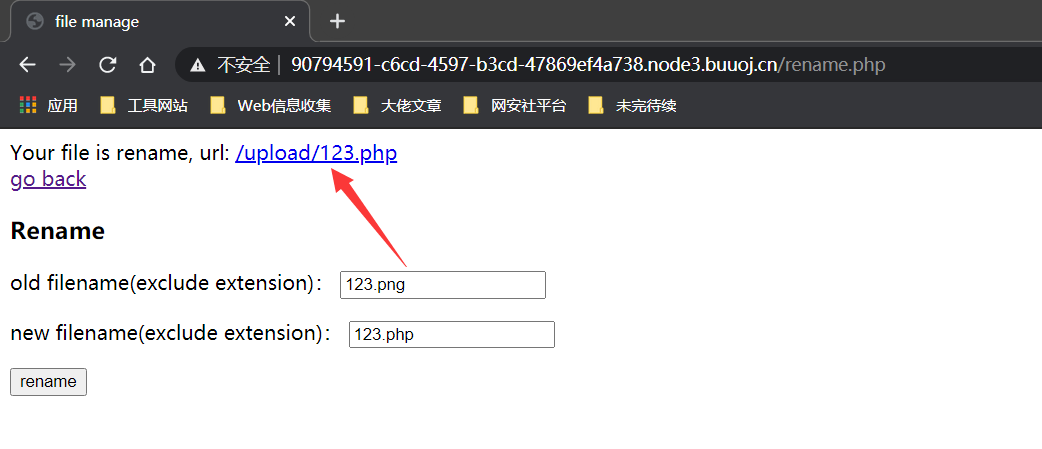 file manage
不安全 | 90794591-c6cd-4597-b3cd-47869ef4a738.node3.buuoj.cn/rename.php
应用 工具网站 Web信息收集 大佬文章 网安社平台 未完待续
Your file is rename, url: /upload/123.php
go back
Rename
old filename(exclude extension)： 123.png
new filename(exclude extension)： 123.php
rename